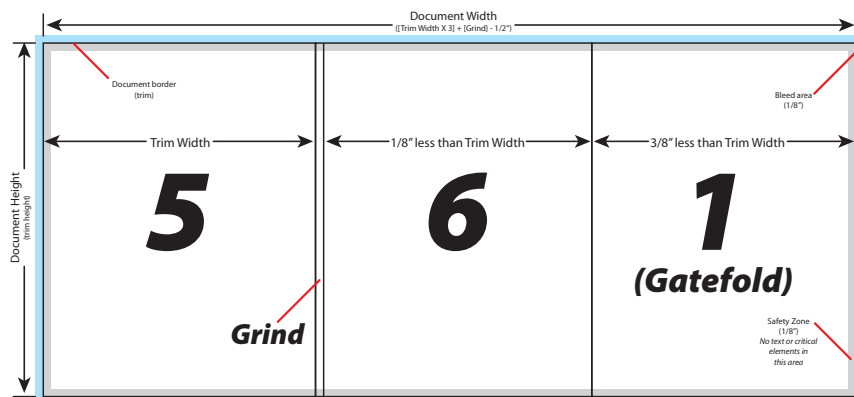 Document Width
([Trim Width X 3] + [Grind} - 1/2")
Document border
(trim)
Bleed area
(1/8")
Trim Width
1/8" less than Trim Width
3/8" less than Trim Width
Document Height
(trim height)
5
6
1
(Gatefold)
Grind
Safety Zone
(1/8")
No text or critical
elements in
this area